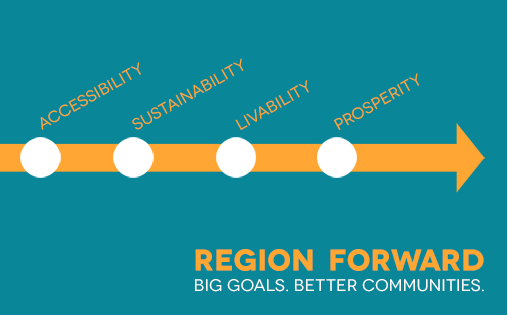 ACCESSIBILITY
SUSTAINABILITY
LIVABILITY
PROSPERITY
REGION FORWARD
BIG GOALS. BETTER COMMUNITIES.